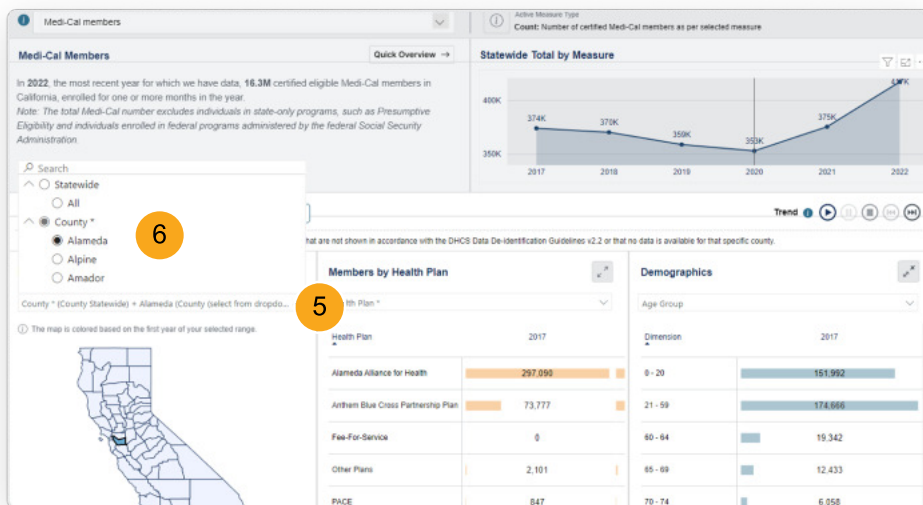 Medi-Cal members
Active Measure Type
Count: Number of certified Medi-Cal members as per selected measure
Medi-Cal Members
Quick Overview →
In 2022, the most recent year for which we have data, 16.3M certified eligible Medi-Cal members in
California, enrolled for one or more months in the year.
Note: The total Medi-Cal number excludes individuals in state-only programs, such as Presumptive
Eligibility and individuals enrolled in federal programs administered by the federal Social Security
Administration.
Statewide Total by Measure
400K
350K
374K
370K
359K
353K
375K
2017
2018
2019
2020
2021
2022
Search
Statewide
All
County *
Alameda
Alpine
Amador
6
Trend
hat are not shown in accordance with the DHCS Data De-identification Guidelines v2.2 or that no data is available for that specific county.
County * (County Statewide) + Alameda (County (select from dropdo...
5
The map is colored based on the first year of your selected range.
Members by Health Plan
th Plan *
Health Plan 2017
Alameda Alliance for Health 297,090
Anthem Blue Cross Partnership Plan 73,777
Fee-For-Service 0
Other Plans 2,101
PACE 847
Demographics
Age Group
Dimension 2017
0 - 20 151,992
21 - 59 174,666
60 - 64 19,342
65 - 69 12,433
70 - 74 6,058